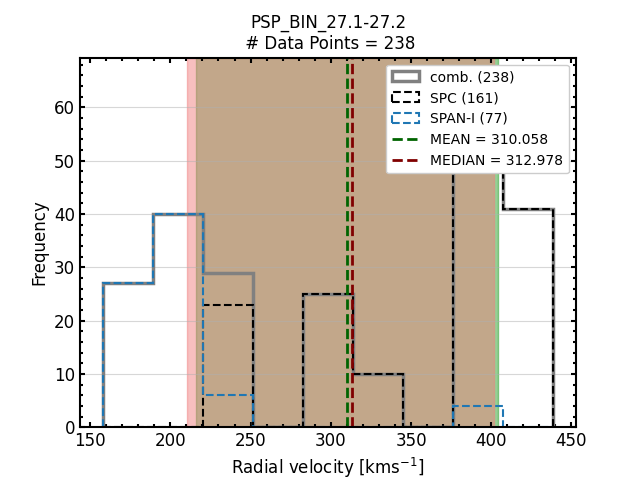 PSP_BIN_27.1-27.2
# Data Points = 238
comb. (238)
SPC (161)
SPAN-I (77)
MEAN = 310.058
MEDIAN = 312.978
Frequency
60
50
40
30
20
10
0
150 200 250 300 350 400 450
Radial velocity [kms⁻¹]